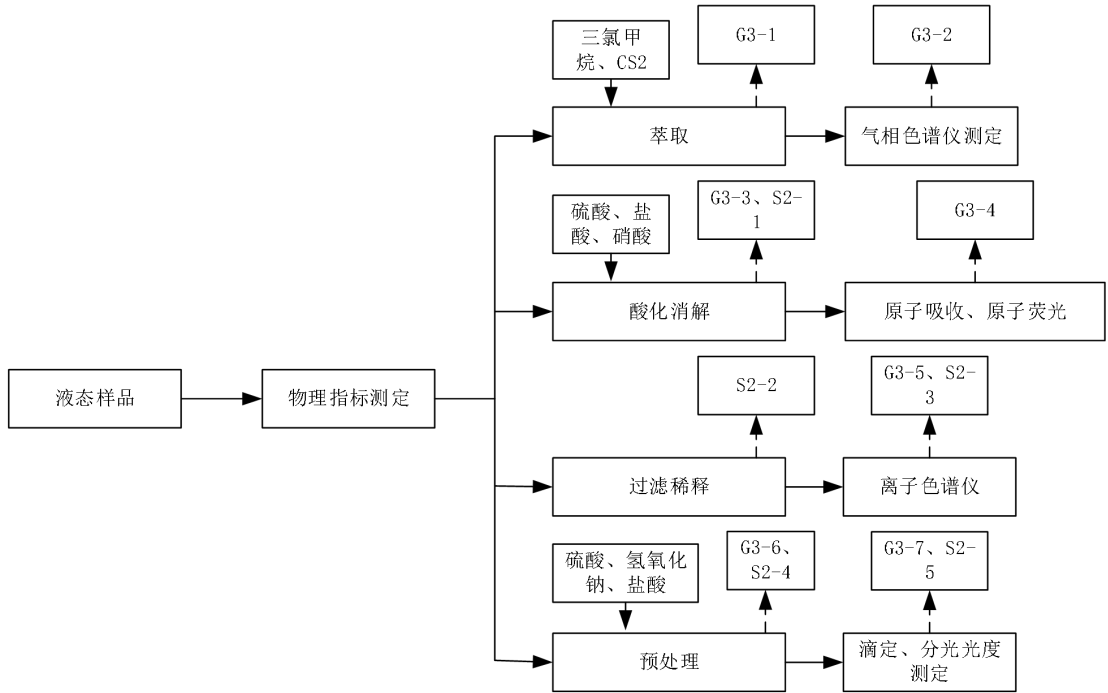 三氯甲
烷、CS2
G3-1
G3-2
萃取
气相色谱仪测定
硫酸、盐
酸、硝酸
G3-3、S2-
1
G3-4
酸化消解
原子吸收、原子荧光
液态样品
物理指标测定
S2-2
G3-5、S2-
3
过滤稀释
离子色谱仪
硫酸、氢氧化
钠、盐酸
G3-6、
S2-4
G3-7、S2-
5
预处理
滴定、分光光度
测定